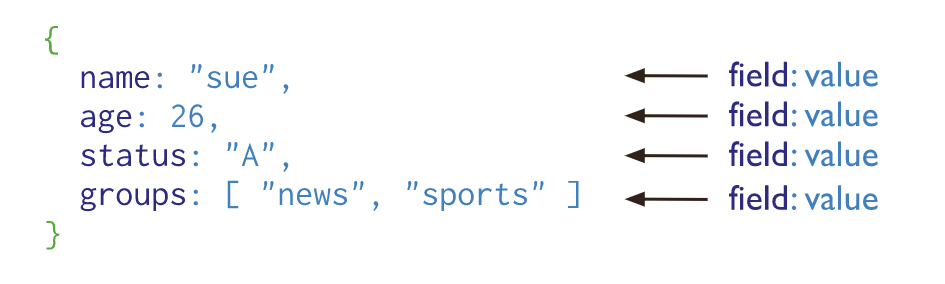 {
name: "sue", field: value
age: 26, field: value
status: "A", field: value
groups: [ "news", "sports" ] field: value
}